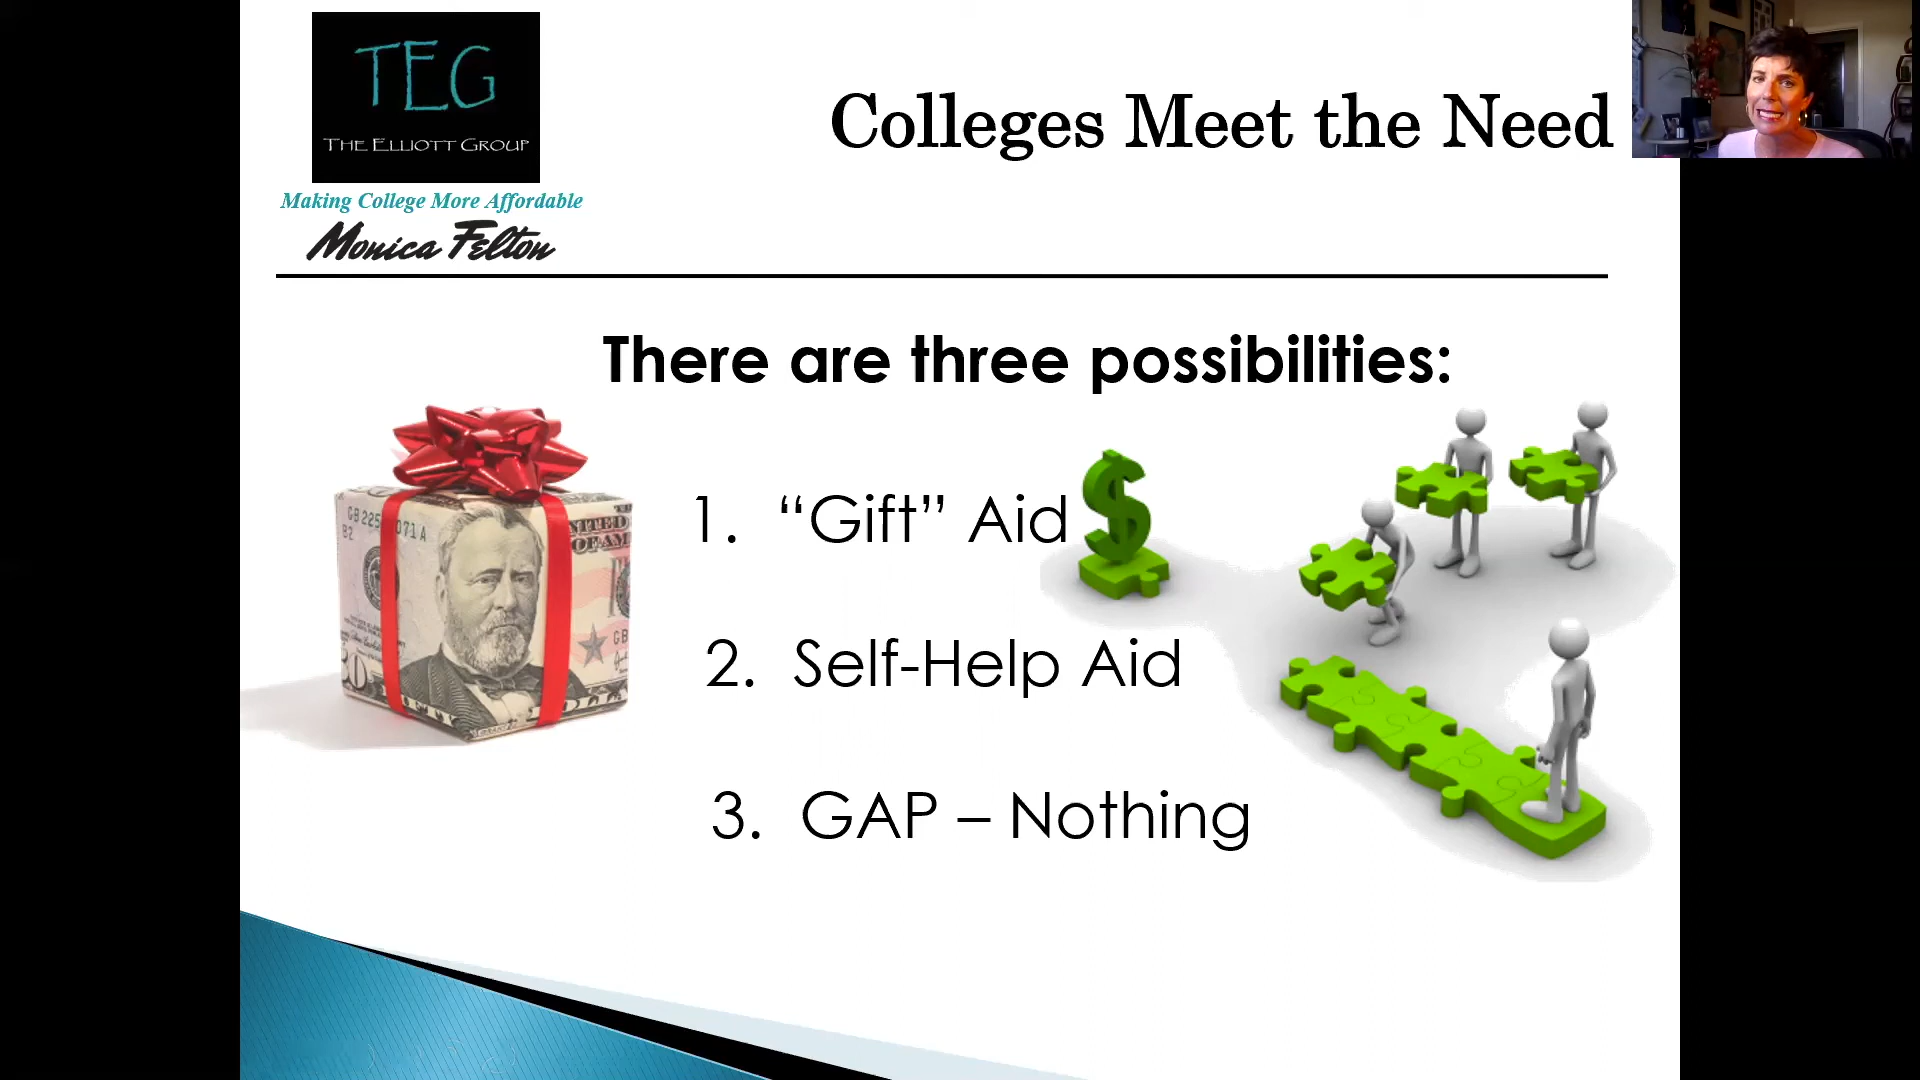 TEG
THE ELLIOTT GROUP
Making College More Affordable
Monica Felton
Colleges Meet the Need
There are three possibilities:
1. “Gift” Aid
2. Self-Help Aid
3. GAP – Nothing